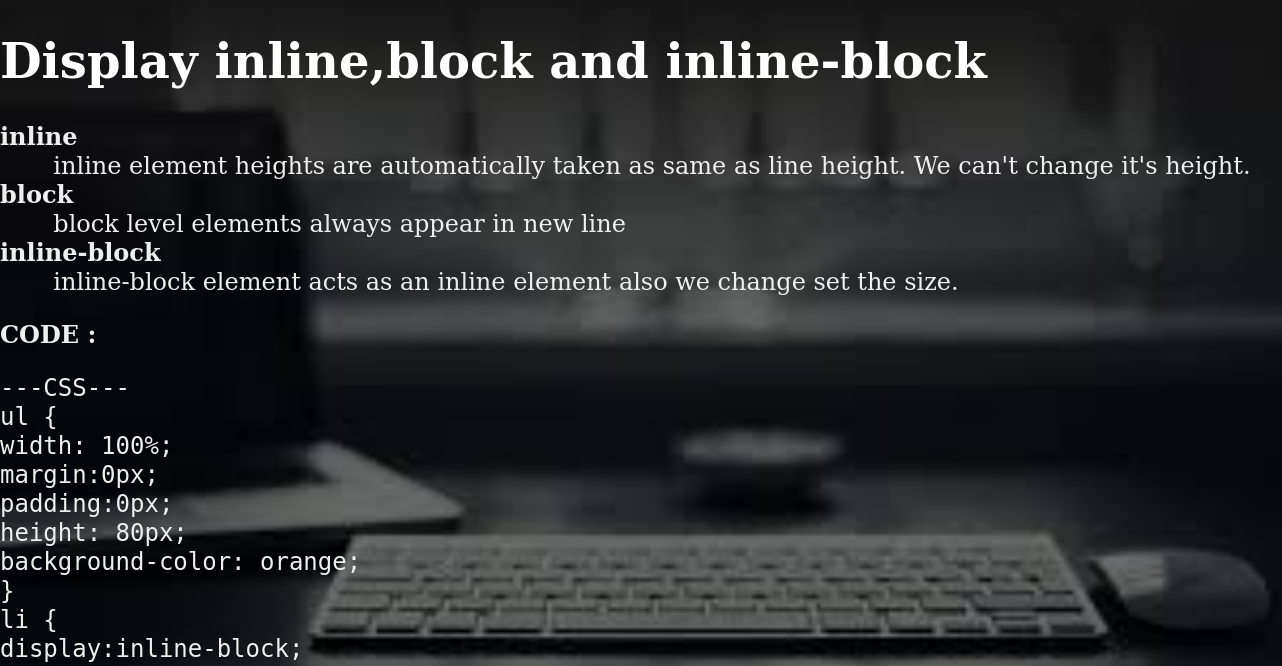 Display inline,block and inline-block
inline
inline element heights are automatically taken as same as line height. We can't change it's height.
block
block level elements always appear in new line
inline-block
inline-block element acts as an inline element also we change set the size.
CODE :
---CSS---
ul {
width: 100%;
margin:0px;
padding:0px;
height: 80px;
background-color: orange;
}
li {
display:inline-block;